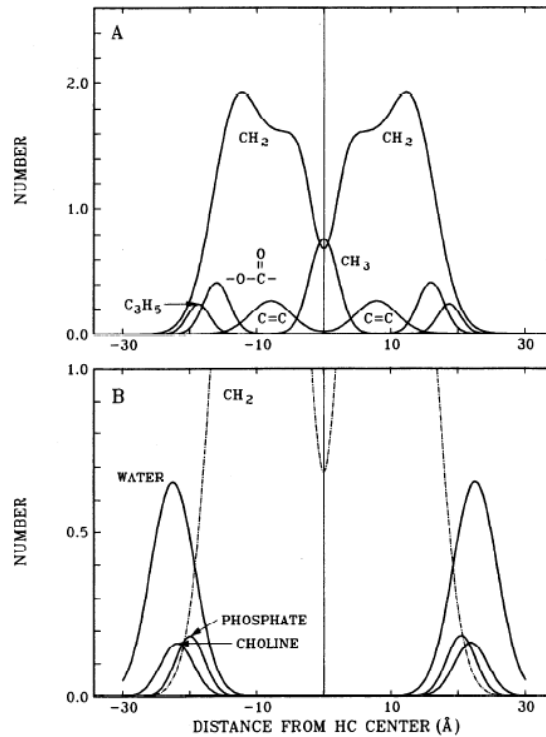 A
NUMBER
2.0
1.0
0.0
CH2
CH2
CH3
O
-O-C-
C3H5
C=C
C=C
-30
-10
10
30
B
NUMBER
1.0
0.5
0.0
CH2
WATER
PHOSPHATE
CHOLINE
-30
-10
10
30
DISTANCE FROM HC CENTER (Å)